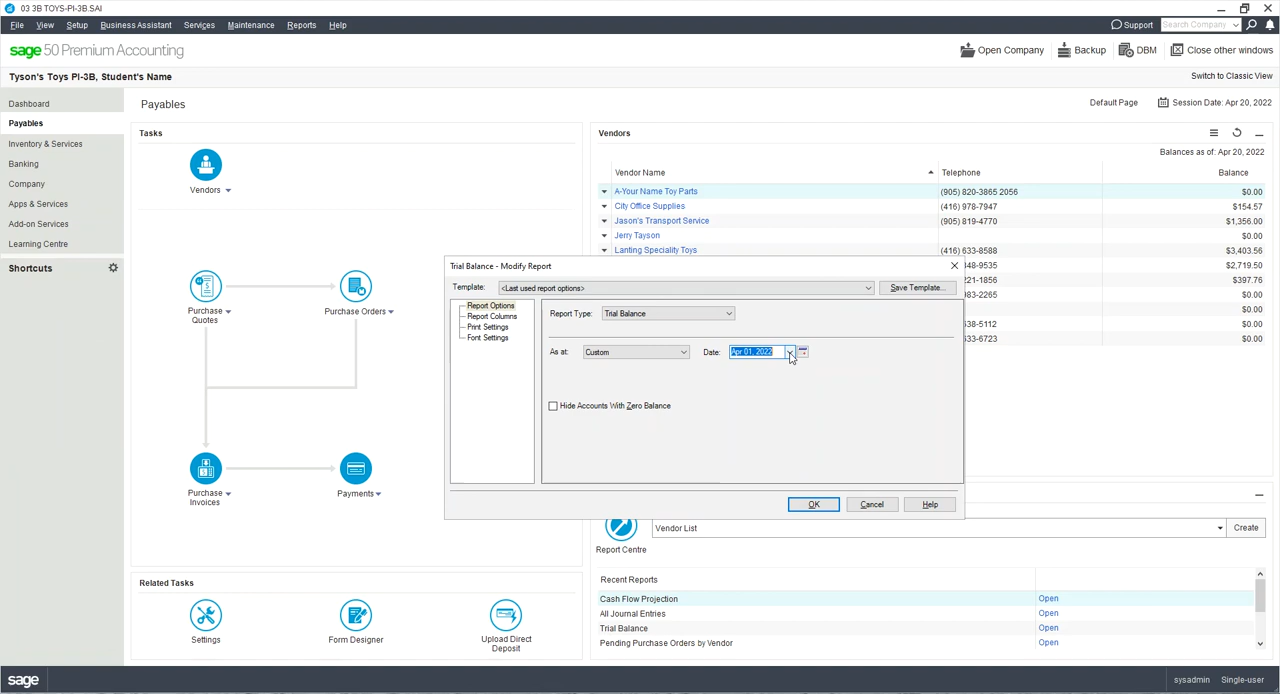 03 3B TOYS-PI-3B.SAI
File View Setup Business Assistant Services Maintenance Reports Help
Support Search Company
sage 50 Premium Accounting
Open Company Backup DBM Close other windows
Tyson's Toys PI-3B, Student's Name
Switch to Classic View
Dashboard
Payables
Inventory & Services
Banking
Company
Apps & Services
Add-on Services
Learning Centre
Shortcuts
Payables
Default Page Session Date: Apr 20, 2022
Tasks
Vendors
Purchase
Quotes
Purchase Orders
Purchase
Invoices
Payments
Related Tasks
Settings
Form Designer
Upload Direct
Deposit
Vendors
Balances as of: Apr 20, 2022
Vendor Name Telephone Balance
A-Your Name Toy Parts (905) 820-3865 2056 $0.00
City Office Supplies (416) 978-7947 $154.57
Jason's Transport Service (905) 819-4770 $1,356.00
Jerry Tayson $0.00
Lanting Speciality Toys (416) 633-8588 $3,403.56
48-9535 $2,719.50
21-1856 $397.76
83-2265 $0.00
$0.00
38-5112 $0.00
33-6723 $0.00
Trial Balance - Modify Report
Template: <Last used report options> Save Template...
Report Options
Report Columns
Print Settings
Font Settings
Report Type: Trial Balance
As at: Custom Date: Apr 01, 2022
Hide Accounts With Zero Balance
OK Cancel Help
Report Centre
Vendor List Create
Recent Reports
Cash Flow Projection Open
All Journal Entries Open
Trial Balance Open
Pending Purchase Orders by Vendor Open
sage
sysadmin Single-user